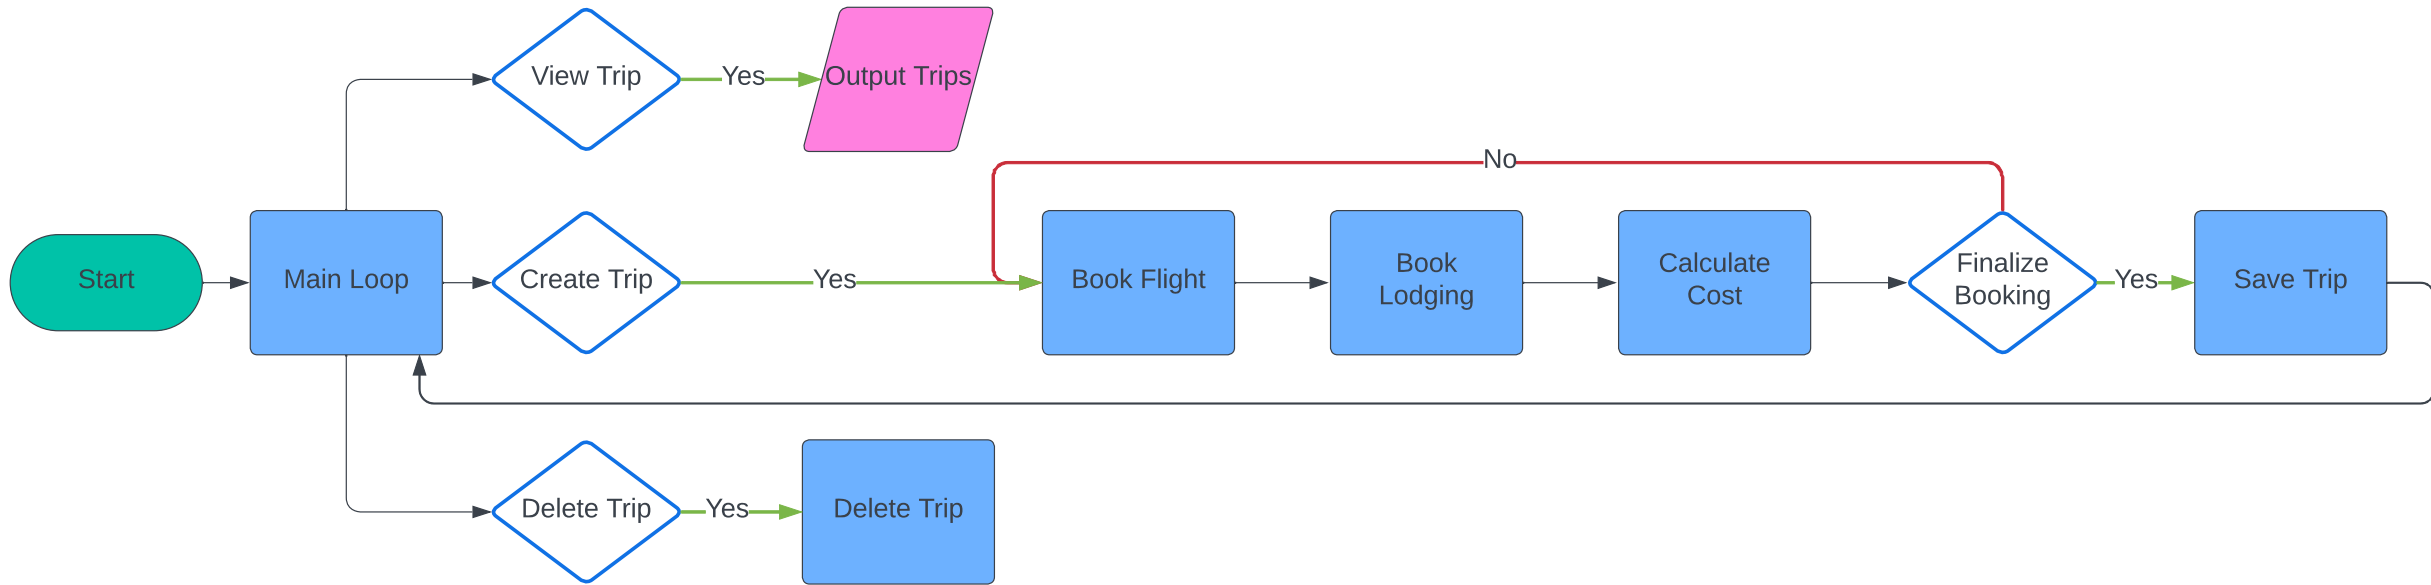 View Trip
Yes
Output Trips
No
Start
Main Loop
Create Trip
Yes
Book Flight
Book
Lodging
Calculate
Cost
Finalize
Booking
Yes
Save Trip
Delete Trip
Yes
Delete Trip